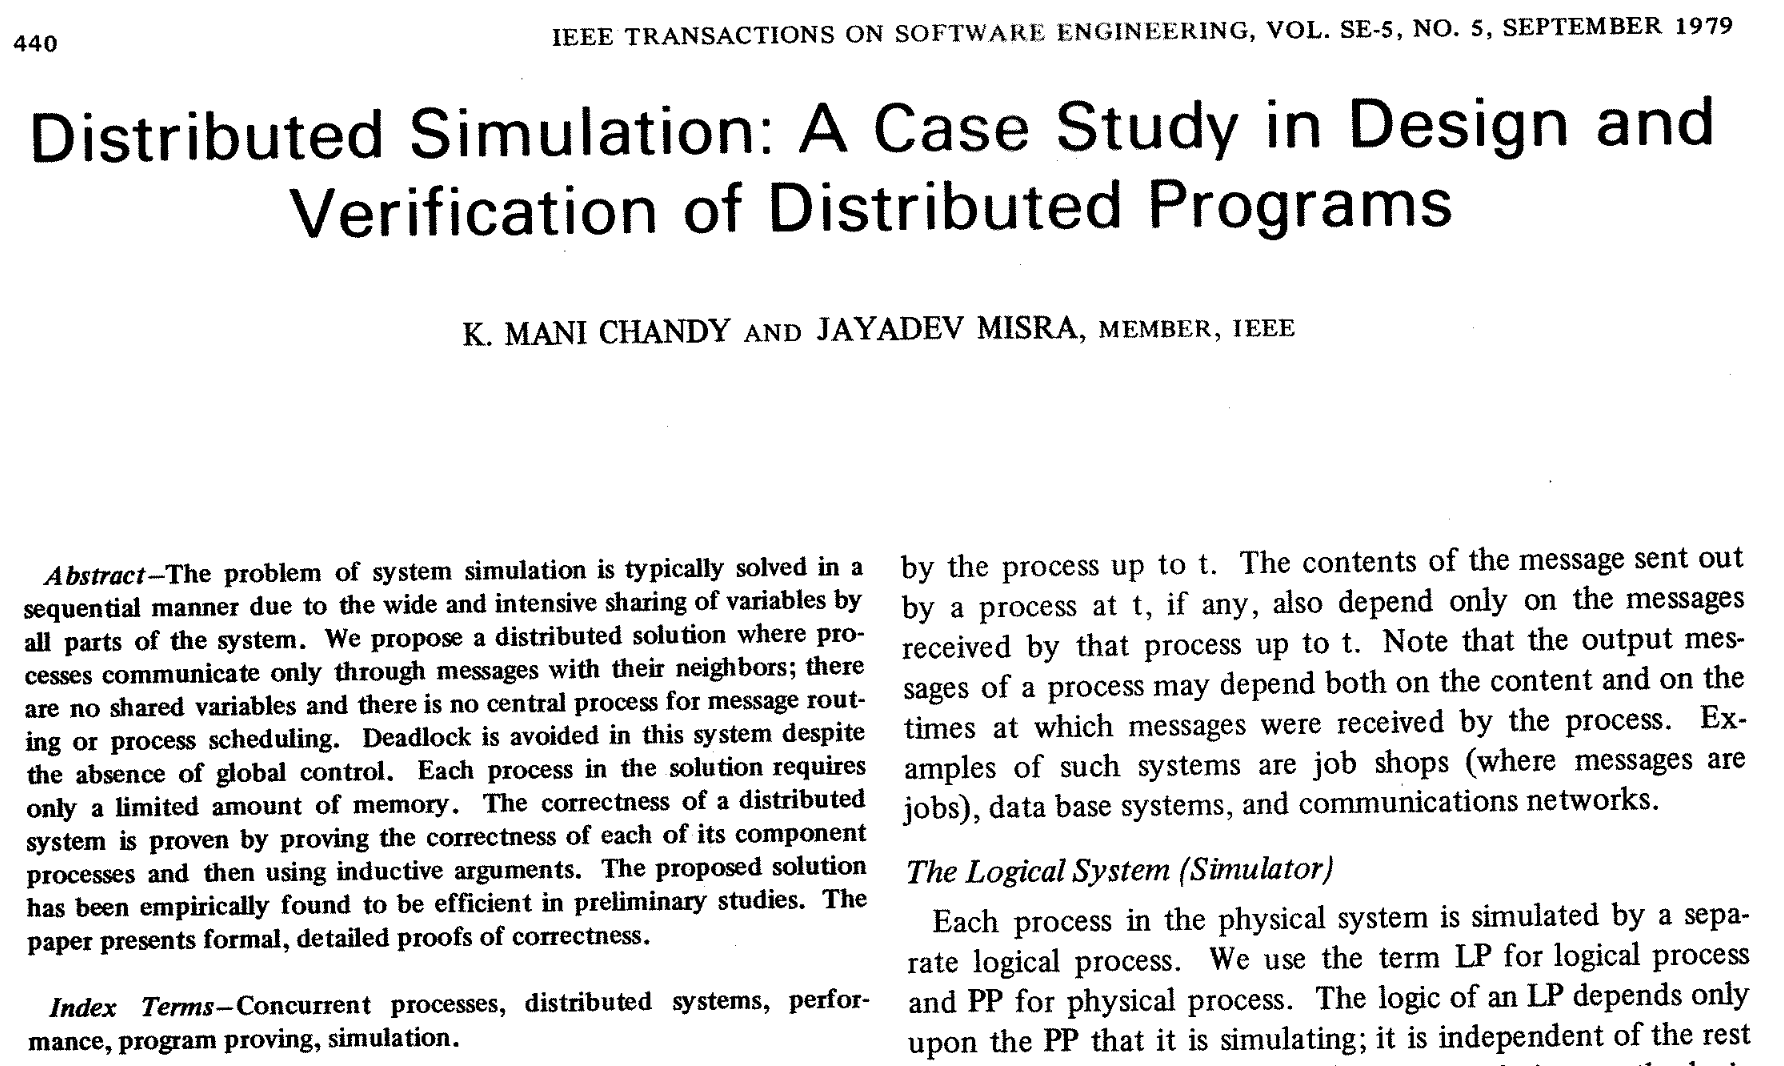 440
IEEE TRANSACTIONS ON SOFTWARE ENGINEERING, VOL. SE-5, NO. 5, SEPTEMBER 1979
Distributed Simulation: A Case Study in Design and
Verification of Distributed Programs
K. MANI CHANDY AND JAYADEV MISRA, MEMBER, IEEE
Abstract—The problem of system simulation is typically solved in a
sequential manner due to the wide and intensive sharing of variables by
all parts of the system. We propose a distributed solution where pro-
cesses communicate only through messages with their neighbors; there
are no shared variables and there is no central process for message rout-
ing or process scheduling. Deadlock is avoided in this system despite
the absence of global control. Each process in the solution requires
only a limited amount of memory. The correctness of a distributed
system is proven by proving the correctness of each of its component
processes and then using inductive arguments. The proposed solution
has been empirically found to be efficient in preliminary studies. The
paper presents formal, detailed proofs of correctness.
Index Terms—Concurrent processes, distributed systems, perfor-
mance, program proving, simulation.
by the process up to t. The contents of the message sent out
by a process at t, if any, also depend only on the messages
received by that process up to t. Note that the output mes-
sages of a process may depend both on the content and on the
times at which messages were received by the process. Ex-
amples of such systems are job shops (where messages are
jobs), data base systems, and communications networks.
The Logical System (Simulator)
Each process in the physical system is simulated by a sepa-
rate logical process. We use the term LP for logical process
and PP for physical process. The logic of an LP depends only
upon the PP that it is simulating; it is independent of the rest